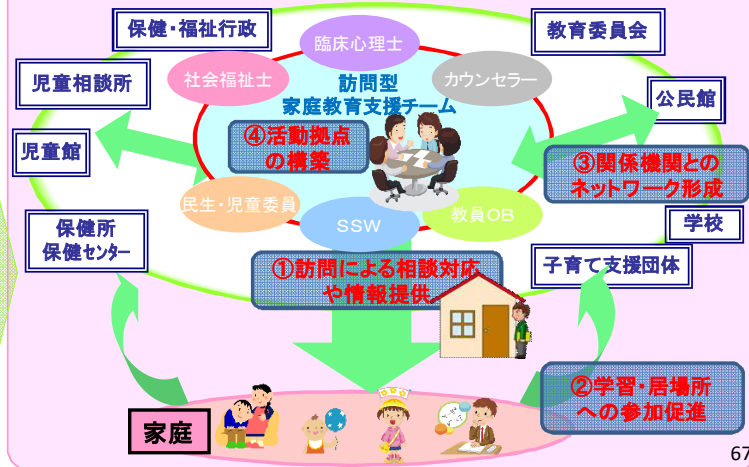 保健・福祉行政
臨床心理士
教育委員会
児童相談所
社会福祉士
訪問型
家庭教育支援チーム
カウンセラー
公民館
児童館
④活動拠点
の構築
③関係機関との
ネットワーク形成
民生・児童委員
SSW
教員OB
学校
保健所
保健センター
①訪問による相談対応
や情報提供
子育て支援団体
②学習・居場所
への参加促進
家庭
67